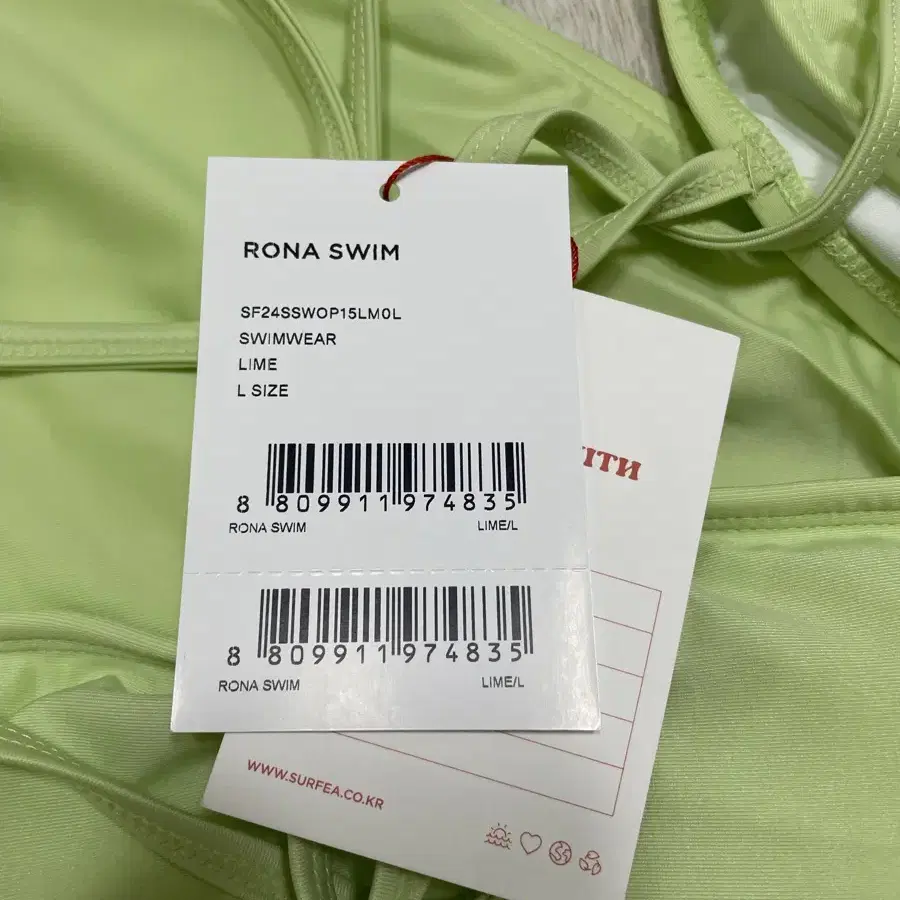 RONA SWIM
SF24SSWOP15LM0L
SWIMWEAR
LIME
L SIZE
8 809911 974835
RONA SWIM LIME/L
8 809911 974835
RONA SWIM LIME/L
WWW.SURFEA.CO.KR